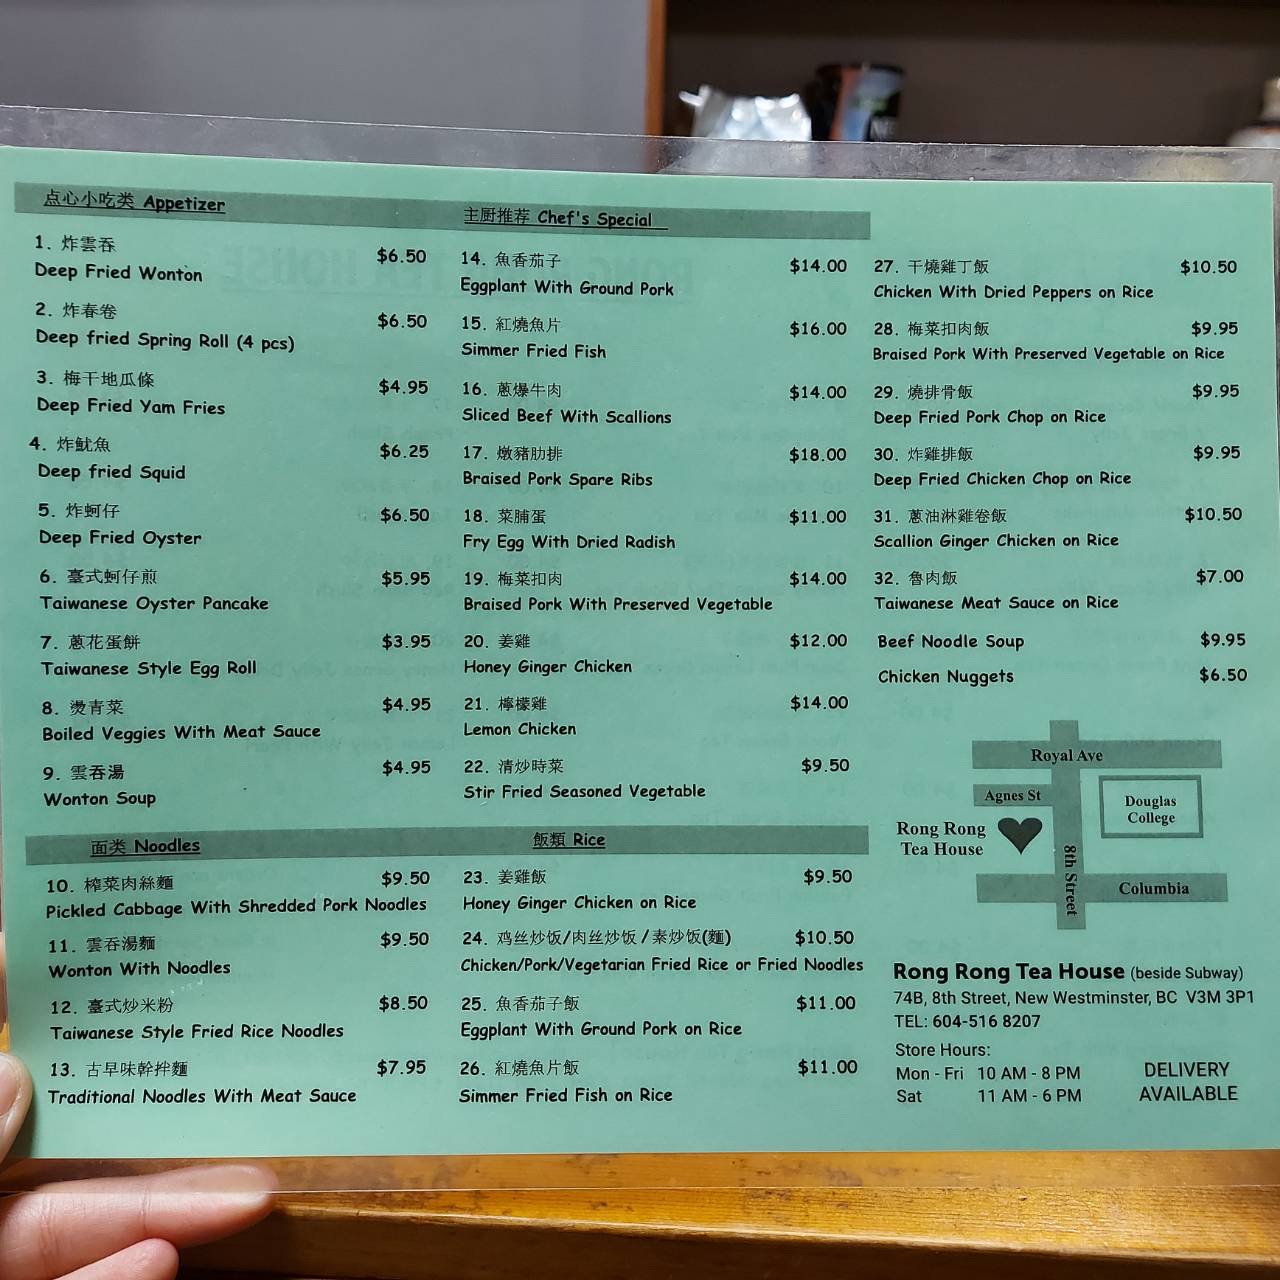 点心小吃类 Appetizer
1. 炸雲吞 $6.50
Deep Fried Wonton
2. 炸春卷 $6.50
Deep fried Spring Roll (4 pcs)
3. 梅干地瓜條 $4.95
Deep Fried Yam Fries
4. 炸魷魚 $6.25
Deep fried Squid
5. 炸蚵仔 $6.50
Deep Fried Oyster
6. 臺式蚵仔煎 $5.95
Taiwanese Oyster Pancake
7. 蔥花蛋餅 $3.95
Taiwanese Style Egg Roll
8. 燙青菜 $4.95
Boiled Veggies With Meat Sauce
9. 雲吞湯 $4.95
Wonton Soup
面类 Noodles
10. 榨菜肉絲麵 $9.50
Pickled Cabbage With Shredded Pork Noodles
11. 雲吞湯麵 $9.50
Wonton With Noodles
12. 臺式炒米粉 $8.50
Taiwanese Style Fried Rice Noodles
13. 古早味幹拌麵 $7.95
Traditional Noodles With Meat Sauce
主厨推荐 Chef's Special
14. 魚香茄子 $14.00
Eggplant With Ground Pork
15. 紅燒魚片 $16.00
Simmer Fried Fish
16. 蔥爆牛肉 $14.00
Sliced Beef With Scallions
17. 燉豬肋排 $18.00
Braised Pork Spare Ribs
18. 菜脯蛋 $11.00
Fry Egg With Dried Radish
19. 梅菜扣肉 $14.00
Braised Pork With Preserved Vegetable
20. 姜雞 $12.00
Honey Ginger Chicken
21. 檸檬雞 $14.00
Lemon Chicken
22. 清炒時菜 $9.50
Stir Fried Seasoned Vegetable
飯類 Rice
23. 姜雞飯 $9.50
Honey Ginger Chicken on Rice
24. 鸡丝炒饭/肉丝炒饭/素炒饭(麵) $10.50
Chicken/Pork/Vegetarian Fried Rice or Fried Noodles
25. 魚香茄子飯 $11.00
Eggplant With Ground Pork on Rice
26. 紅燒魚片飯 $11.00
Simmer Fried Fish on Rice
27. 干燒雞丁飯 $10.50
Chicken With Dried Peppers on Rice
28. 梅菜扣肉飯 $9.95
Braised Pork With Preserved Vegetable on Rice
29. 燒排骨飯 $9.95
Deep Fried Pork Chop on Rice
30. 炸雞排飯 $9.95
Deep Fried Chicken Chop on Rice
31. 蔥油淋雞卷飯 $10.50
Scallion Ginger Chicken on Rice
32. 魯肉飯 $7.00
Taiwanese Meat Sauce on Rice
Beef Noodle Soup $9.95
Chicken Nuggets $6.50
Royal Ave
Agnes St
Douglas
College
Rong Rong
Tea House
8th Street
Columbia
Rong Rong Tea House (beside Subway)
74B, 8th Street, New Westminster, BC V3M 3P1
TEL: 604-516 8207
Store Hours:
Mon - Fri 10 AM - 8 PM
Sat 11 AM - 6 PM
DELIVERY
AVAILABLE